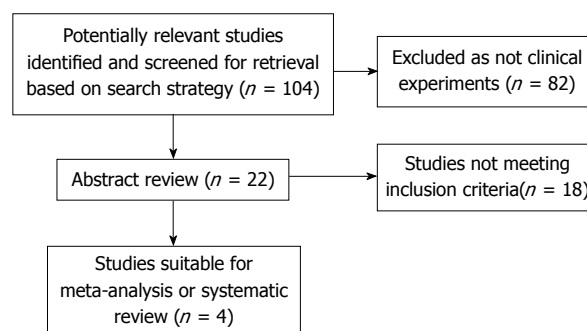 Potentially relevant studies
identified and screened for retrieval
based on search strategy (n = 104)
Excluded as not clinical
experiments (n = 82)
Abstract review (n = 22)
Studies not meeting
inclusion criteria(n = 18)
Studies suitable for
meta-analysis or systematic
review (n = 4)